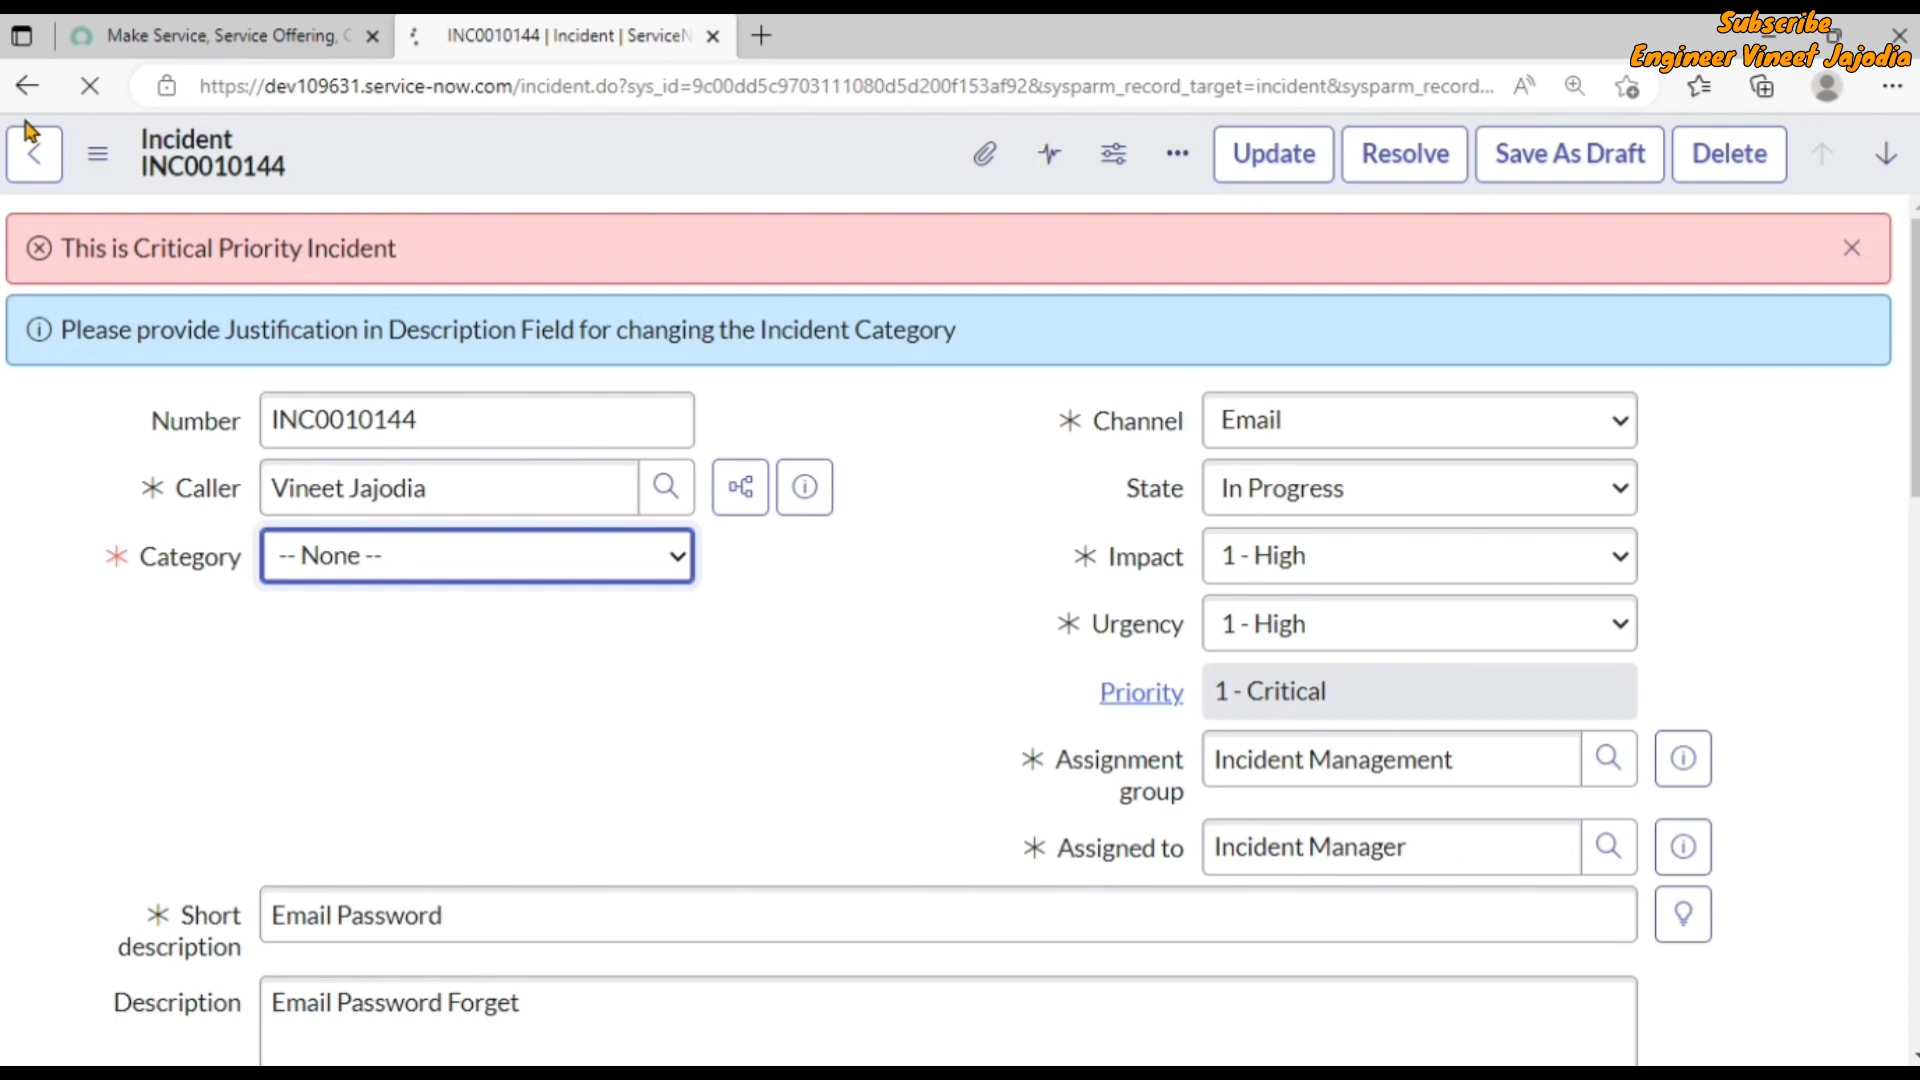 Make Service, Service Offering, C
INC0010144 | Incident | ServiceN
Subscribe
Engineer Vineet Jajodia
https://dev109631.service-now.com/incident.do?sys_id=9c00dd5c9703111080d5d200f153af92&sysparm_record_target=incident&sysparm_record...
Incident
INC0010144
Update
Resolve
Save As Draft
Delete
This is Critical Priority Incident
Please provide Justification in Description Field for changing the Incident Category
Number INC0010144
Channel Email
Caller Vineet Jajodia
State In Progress
Category -- None --
Impact 1 - High
Urgency 1 - High
Priority 1 - Critical
Assignment group Incident Management
Assigned to Incident Manager
Short description Email Password
Description Email Password Forget